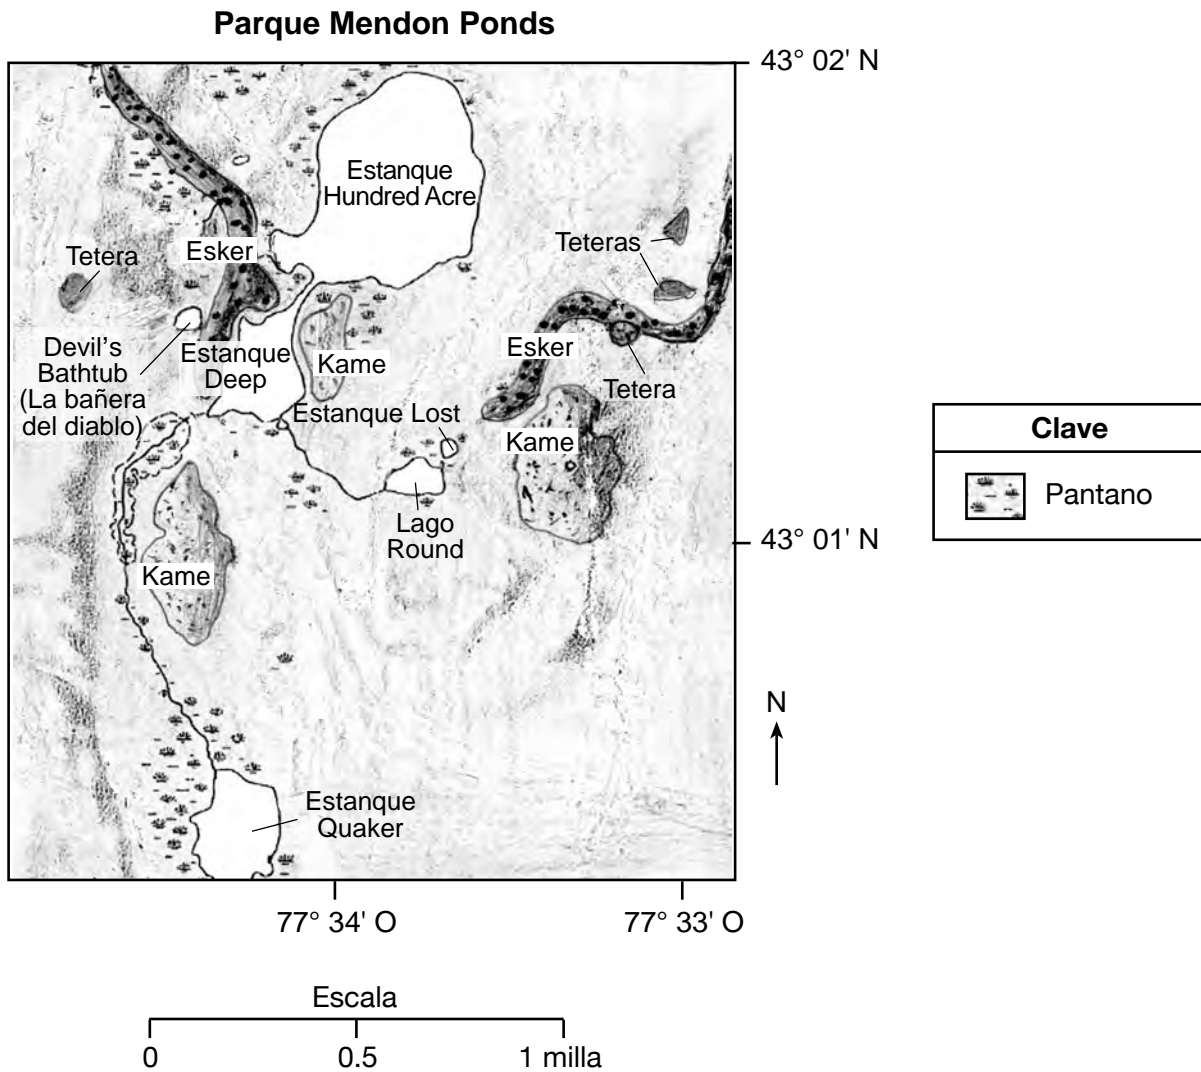 Parque Mendon Ponds
43° 02' N
Estanque
Hundred Acre
Teteras
Tetera
Esker
Devil's
Bathtub
(La bañera
del diablo)
Estanque
Deep
Kame
Esker
Tetera
Estanque Lost
Kame
Lago
Round
43° 01' N
Kame
Estanque
Quaker
77° 34' O
77° 33' O
N
Clave
Pantano
Escala
0 0.5 1 milla